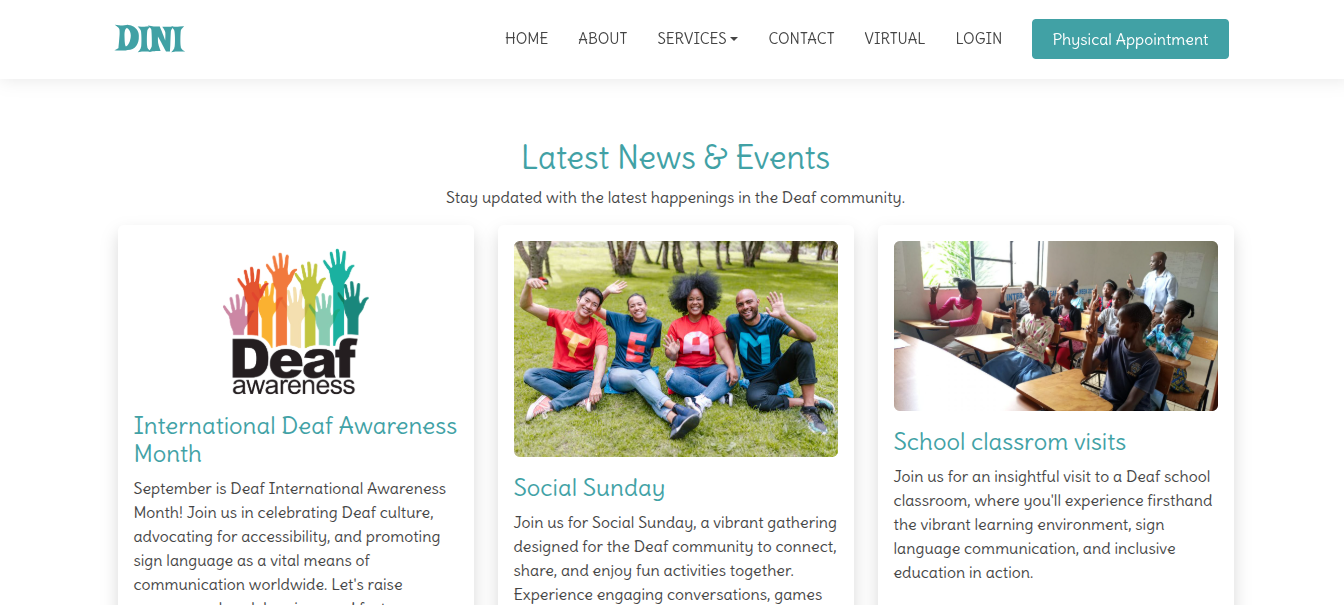 DINI
HOME ABOUT SERVICES CONTACT VIRTUAL LOGIN Physical Appointment
Latest News & Events
Stay updated with the latest happenings in the Deaf community.
Deaf
awareness
International Deaf Awareness
Month
September is Deaf International Awareness
Month! Join us in celebrating Deaf culture,
advocating for accessibility, and promoting
sign language as a vital means of
communication worldwide. Let's raise
TEAM
Social Sunday
Join us for Social Sunday, a vibrant gathering
designed for the Deaf community to connect,
share, and enjoy fun activities together.
Experience engaging conversations, games
School classrom visits
Join us for an insightful visit to a Deaf school
classroom, where you'll experience firsthand
the vibrant learning environment, sign
language communication, and inclusive
education in action.